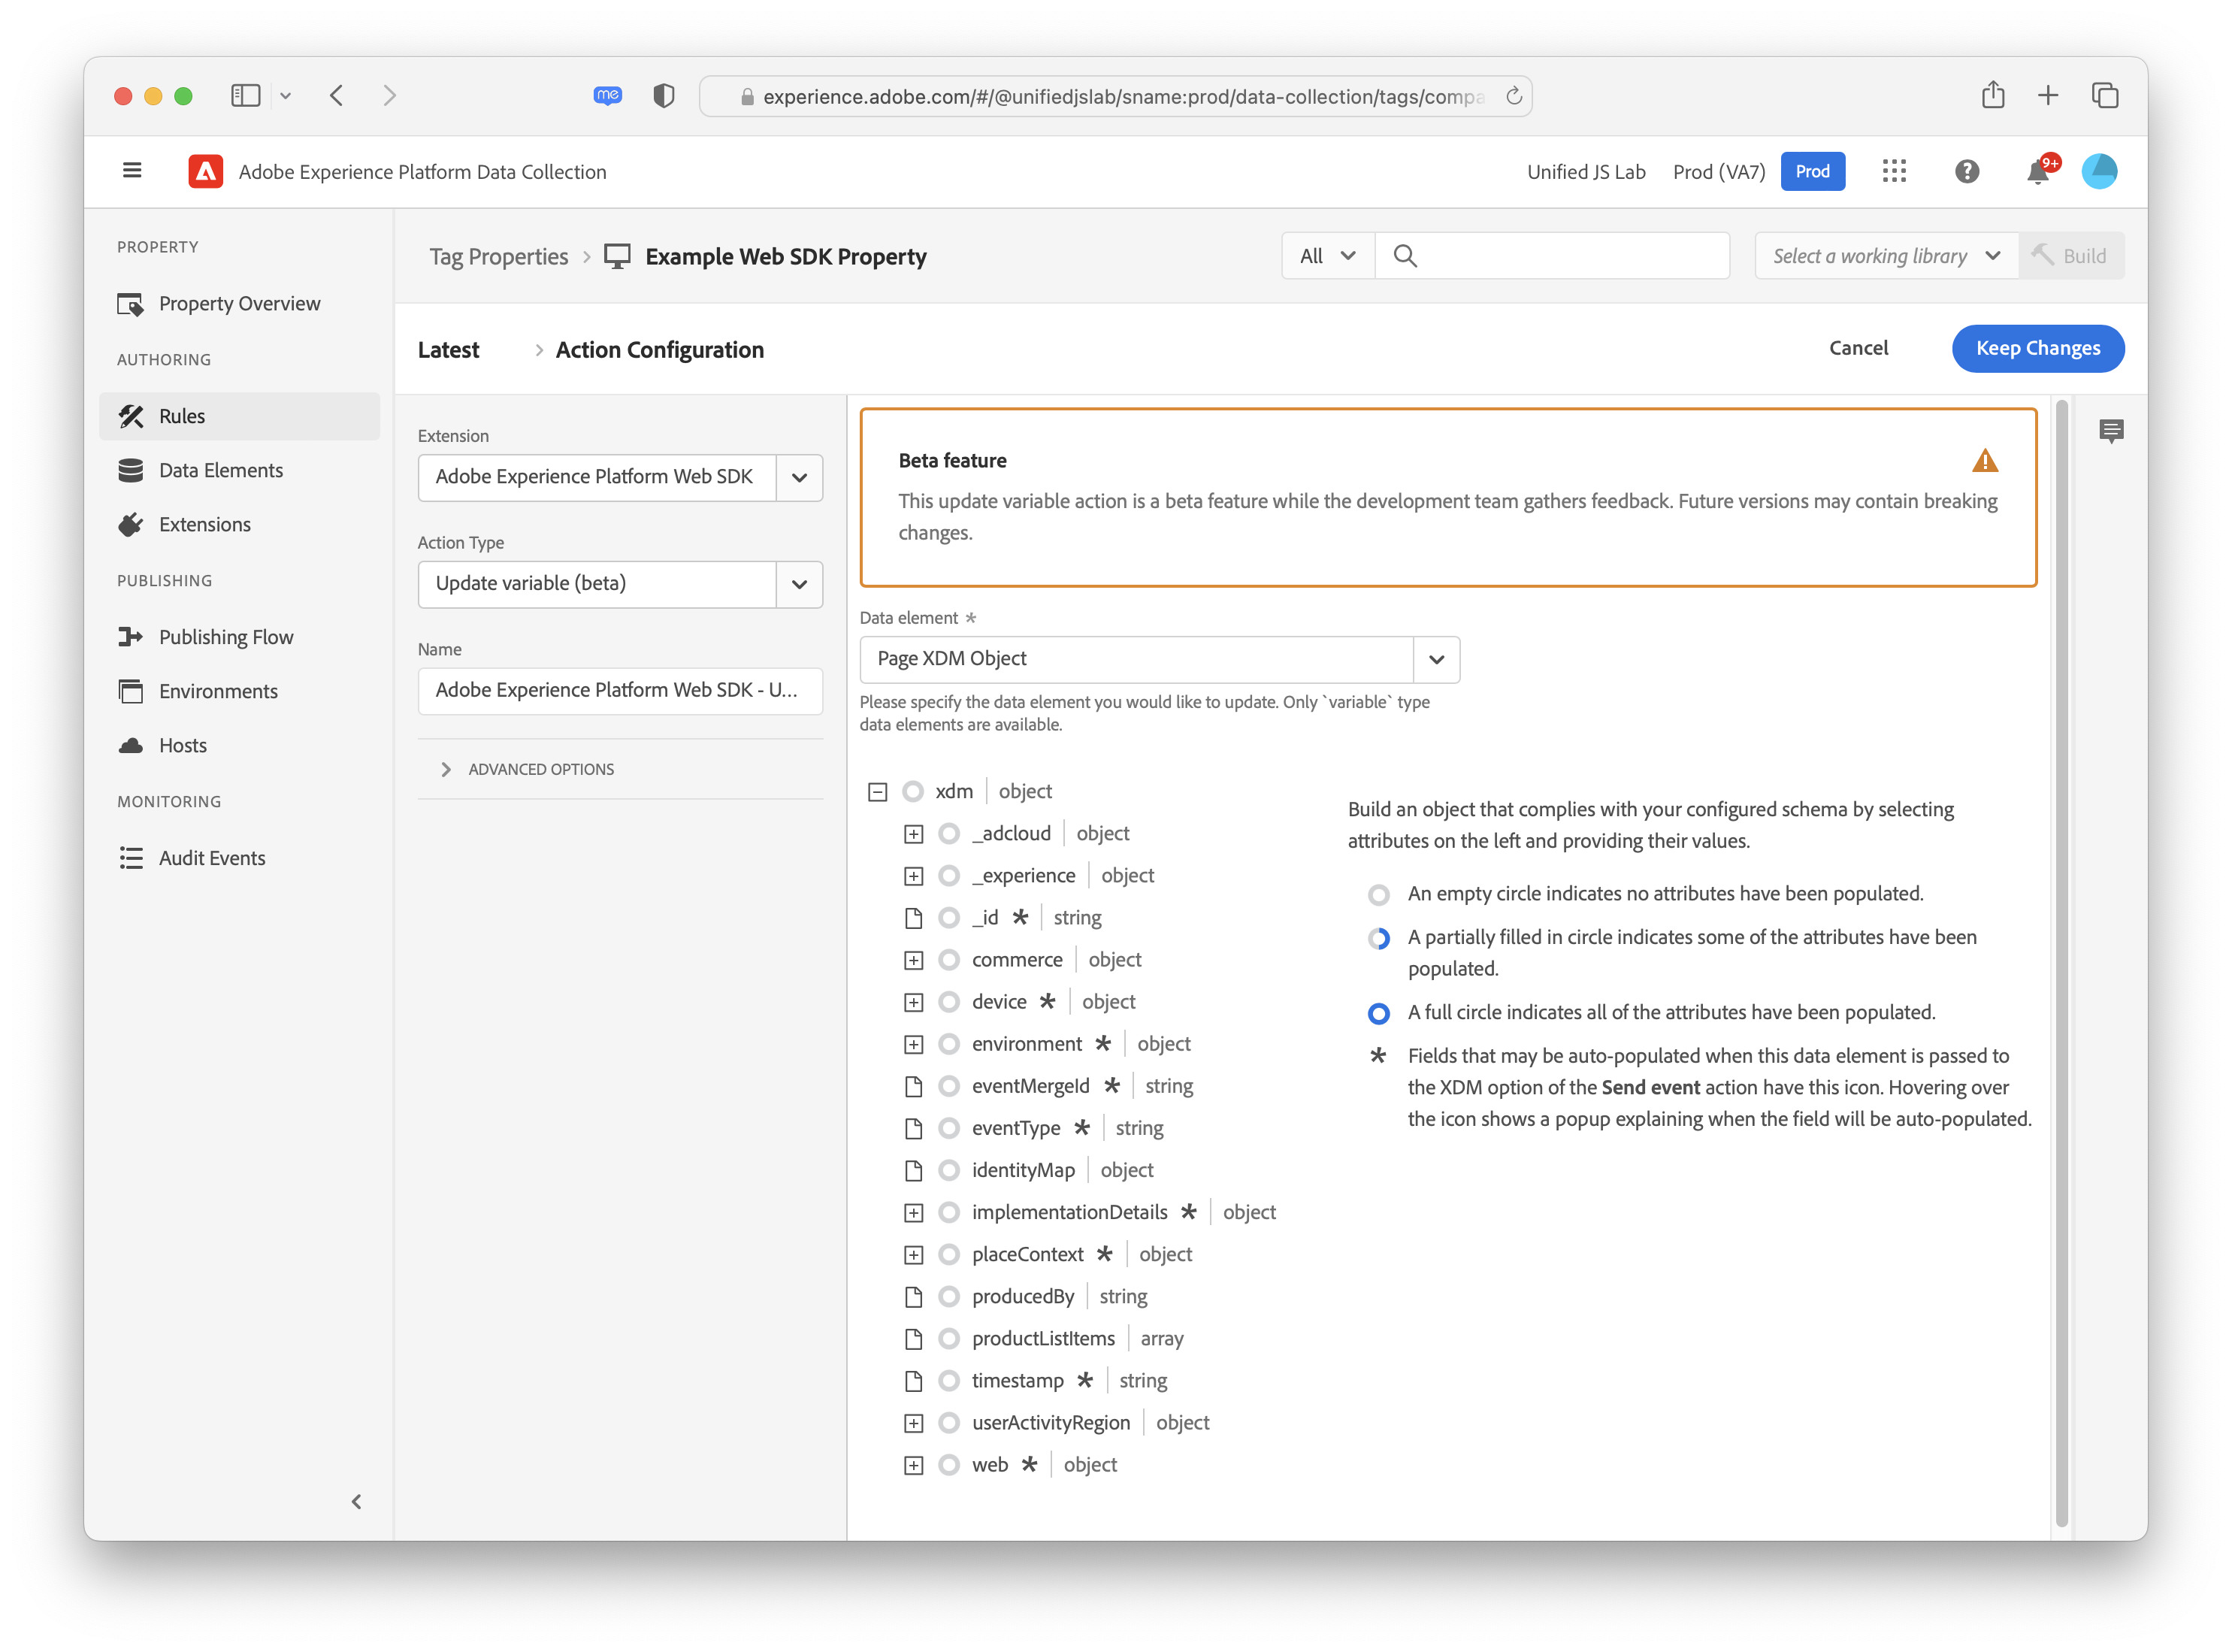 me
experience.adobe.com/#/@unifiedjslab/sname:prod/data-collection/tags/compa
Adobe Experience Platform Data Collection
Unified JS Lab
Prod (VA7)
Prod
9+
PROPERTY
Property Overview
AUTHORING
Rules
Data Elements
Extensions
PUBLISHING
Publishing Flow
Environments
Hosts
MONITORING
Audit Events
Tag Properties
Example Web SDK Property
All
Select a working library
Build
Latest
Action Configuration
Cancel
Keep Changes
Extension
Adobe Experience Platform Web SDK
Action Type
Update variable (beta)
Name
Adobe Experience Platform Web SDK - U...
ADVANCED OPTIONS
Beta feature
This update variable action is a beta feature while the development team gathers feedback. Future versions may contain breaking
changes.
Data element *
Page XDM Object
Please specify the data element you would like to update. Only `variable` type
data elements are available.
xdm object
_adcloud object
_experience object
_id * string
commerce object
device * object
environment * object
eventMergeId * string
eventType * string
identityMap object
implementationDetails * object
placeContext * object
producedBy string
productListItems array
timestamp * string
userActivityRegion object
web * object
Build an object that complies with your configured schema by selecting
attributes on the left and providing their values.
An empty circle indicates no attributes have been populated.
A partially filled in circle indicates some of the attributes have been
populated.
A full circle indicates all of the attributes have been populated.
* Fields that may be auto-populated when this data element is passed to
the XDM option of the Send event action have this icon. Hovering over
the icon shows a popup explaining when the field will be auto-populated.